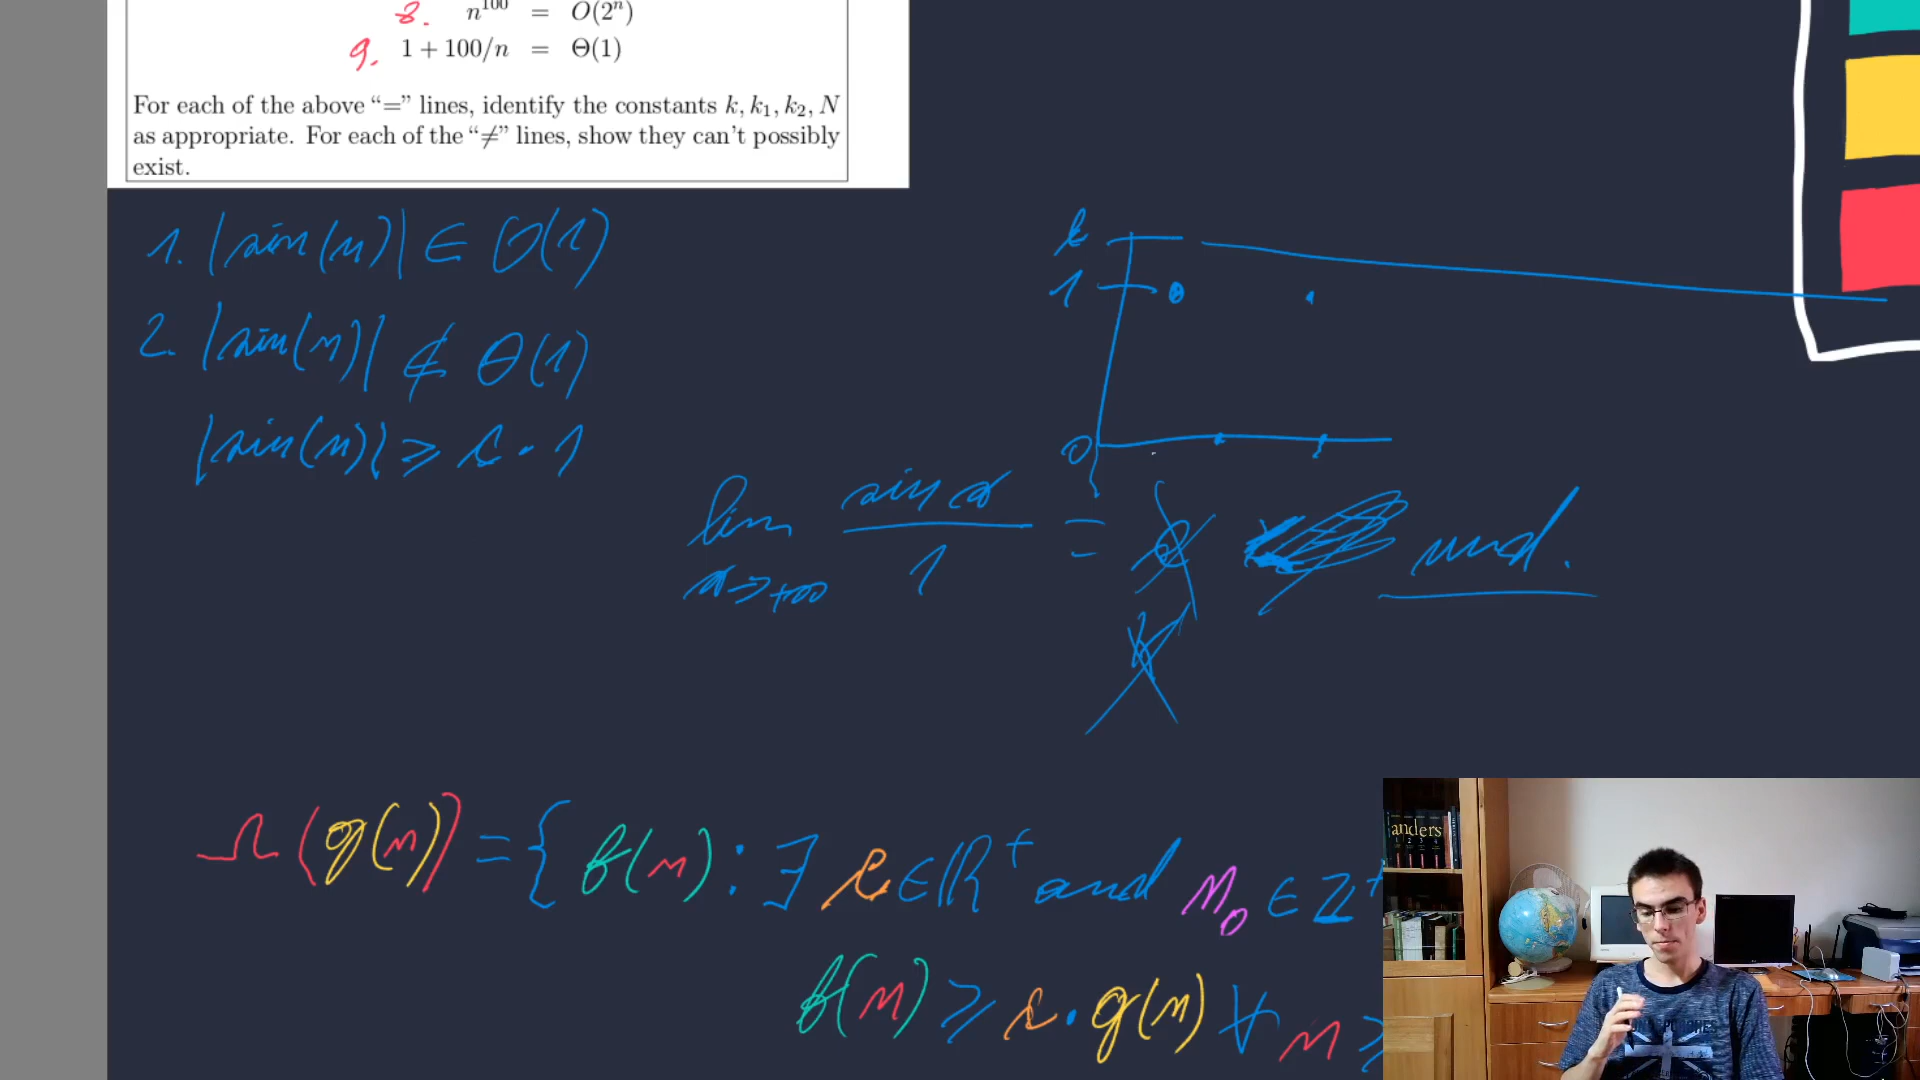 8. n^100 = O(2^n)
9. 1 + 100/n = Θ(1)
For each of the above “=” lines, identify the constants k, k₁, k₂, N
as appropriate. For each of the “≠” lines, show they can’t possibly
exist.
1. |sin(n)| ∈ O(1)
2. |sin(n)| ∉ Θ(1)
|sin(n)| ≥ k · 1
k
1
0
lim x→+∞ sin x / 1 = und.
Ω(g(n)) = { f(n) : ∃ k ∈ ℝ⁺ and n₀ ∈ ℤ⁺
f(n) ≥ k · g(n) ∀ n ≥
anders